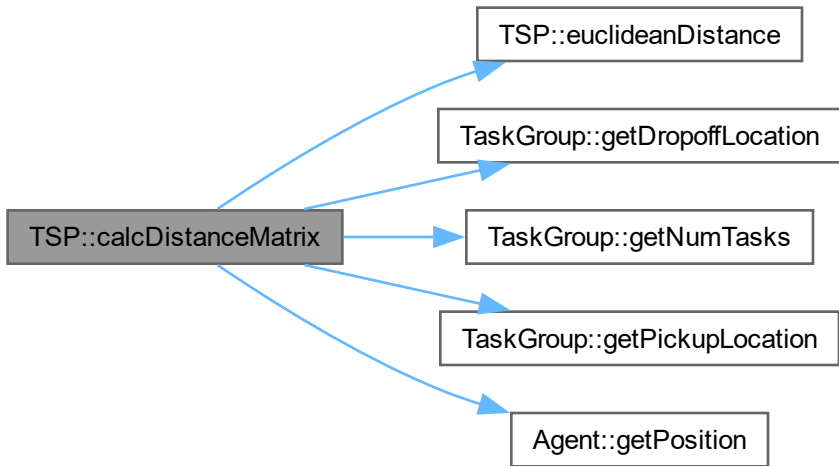 TSP::euclideanDistance
TaskGroup::getDropoffLocation
TSP::calcDistanceMatrix
TaskGroup::getNumTasks
TaskGroup::getPickupLocation
Agent::getPosition